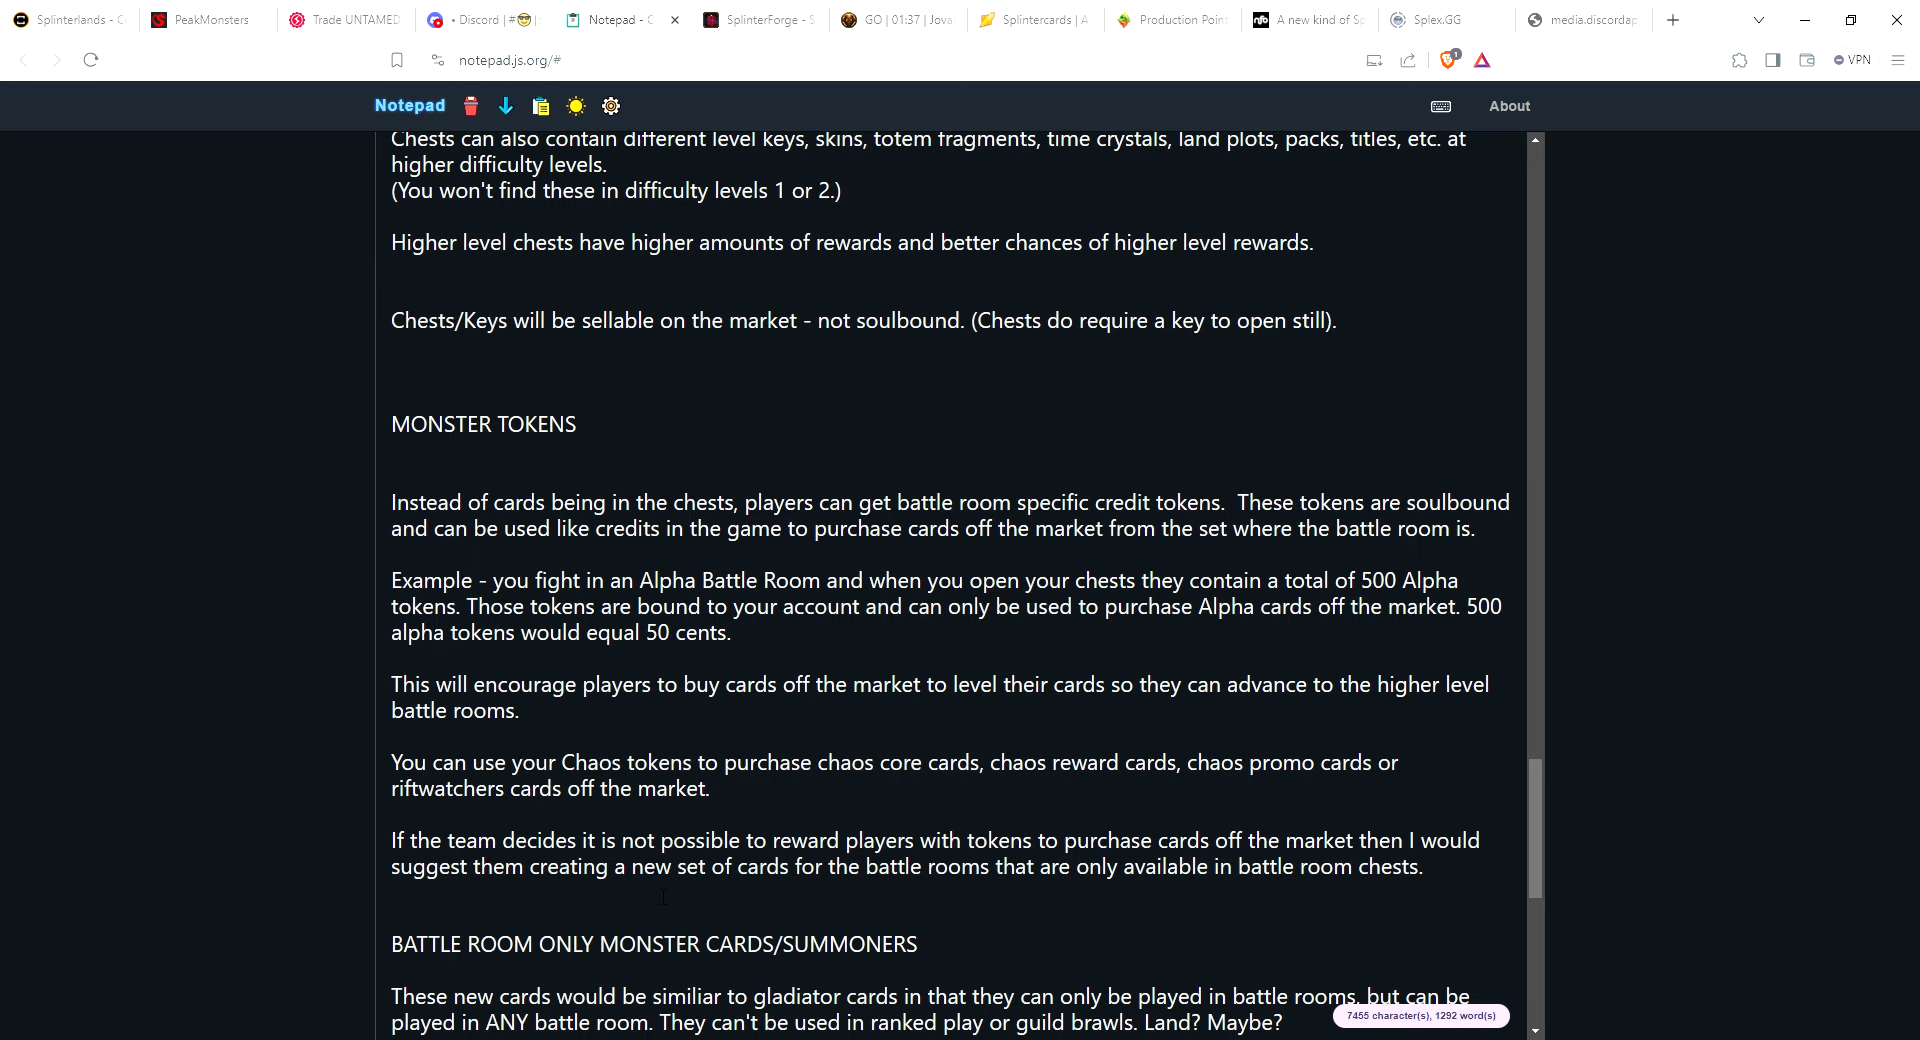 Splinterlands - C
PeakMonsters
Trade UNTAMED
• Discord | #😎 |
Notepad - C
SplinterForge - S
GO | 01:37 | Jova
Splintercards | A
Production Poin
A new kind of Sp
Splex.GG
media.discordap
notepad.js.org/#
1
VPN
Notepad
About
Chests can also contain different level keys, skins, totem fragments, time crystals, land plots, packs, titles, etc. at
higher difficulty levels.
(You won't find these in difficulty levels 1 or 2.)
Higher level chests have higher amounts of rewards and better chances of higher level rewards.
Chests/Keys will be sellable on the market - not soulbound. (Chests do require a key to open still).
MONSTER TOKENS
Instead of cards being in the chests, players can get battle room specific credit tokens.  These tokens are soulbound
and can be used like credits in the game to purchase cards off the market from the set where the battle room is.
Example - you fight in an Alpha Battle Room and when you open your chests they contain a total of 500 Alpha
tokens. Those tokens are bound to your account and can only be used to purchase Alpha cards off the market. 500
alpha tokens would equal 50 cents.
This will encourage players to buy cards off the market to level their cards so they can advance to the higher level
battle rooms.
You can use your Chaos tokens to purchase chaos core cards, chaos reward cards, chaos promo cards or
riftwatchers cards off the market.
If the team decides it is not possible to reward players with tokens to purchase cards off the market then I would
suggest them creating a new set of cards for the battle rooms that are only available in battle room chests.
BATTLE ROOM ONLY MONSTER CARDS/SUMMONERS
These new cards would be similiar to gladiator cards in that they can only be played in battle rooms, but can be
played in ANY battle room. They can't be used in ranked play or guild brawls. Land? Maybe?
7455 character(s), 1292 word(s)